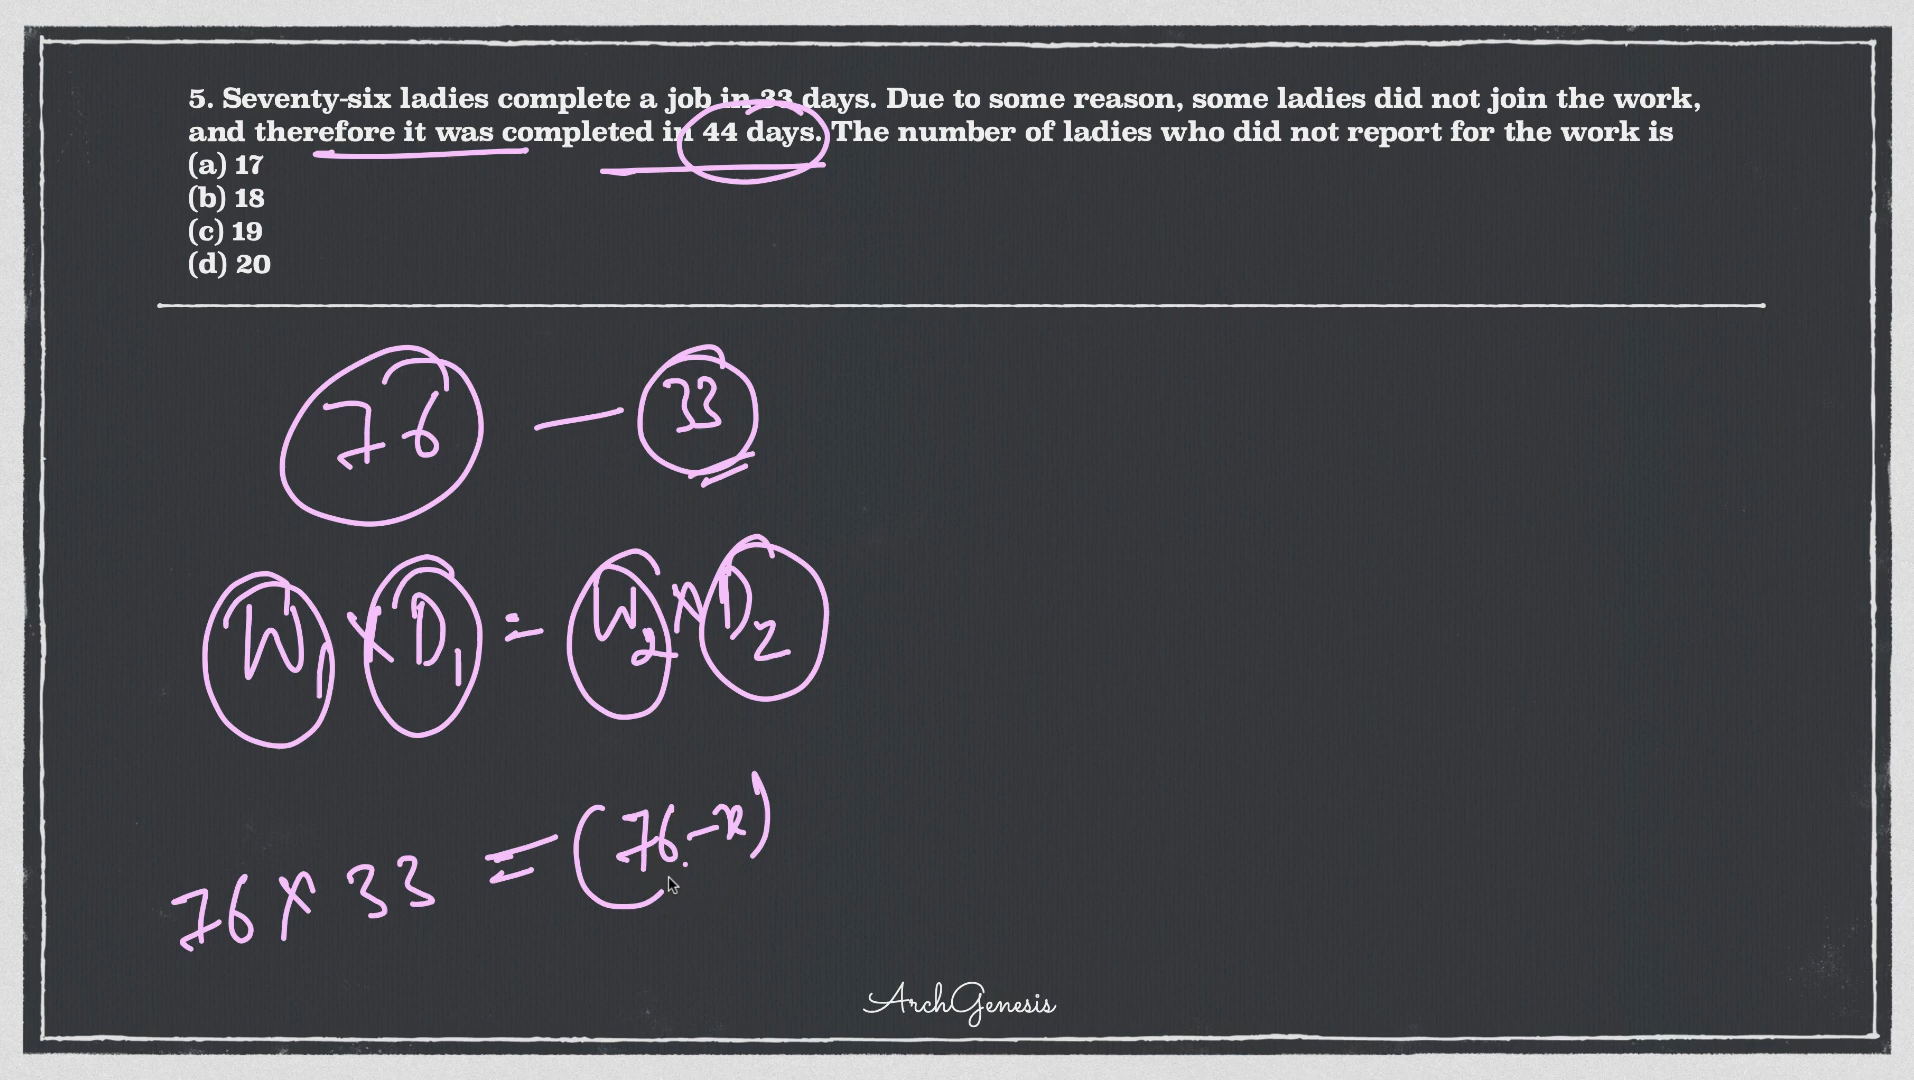 5. Seventy-six ladies complete a job in 33 days. Due to some reason, some ladies did not join the work,
and therefore it was completed in 44 days. The number of ladies who did not report for the work is
(a) 17
(b) 18
(c) 19
(d) 20
76 — 33
W1 × D1 = W2 × D2
76 × 33 = (76 - x)
ArchGenesis